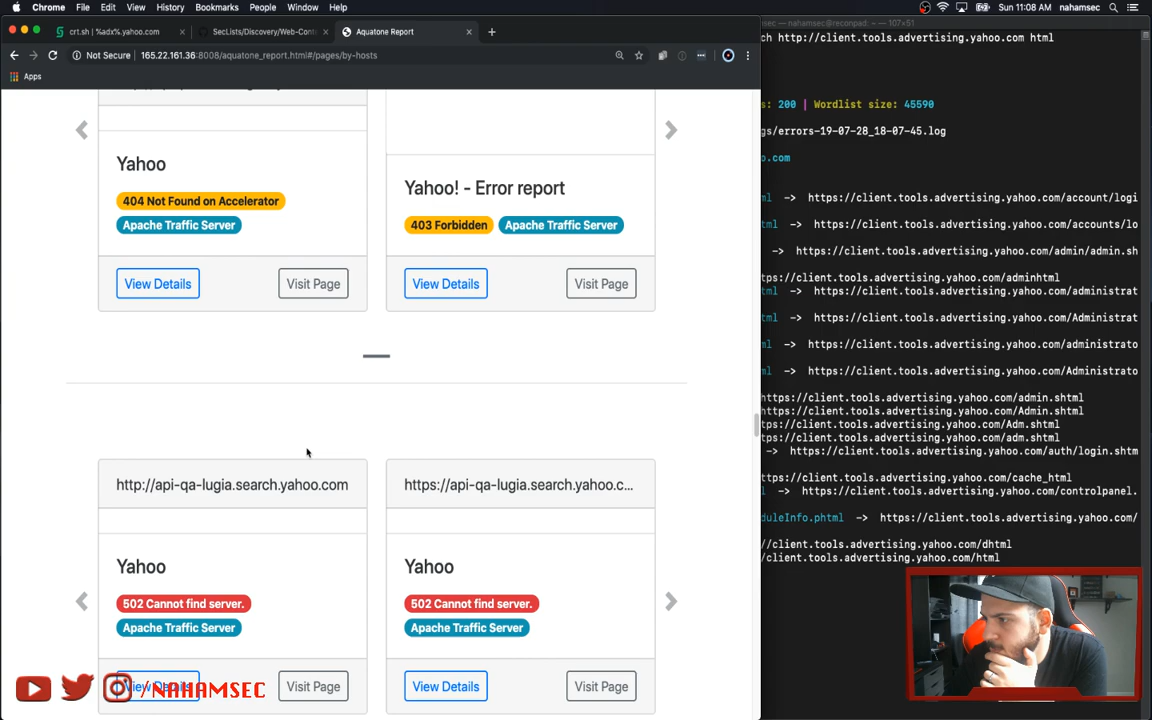 Chrome File Edit View History Bookmarks People Window Help
Sun 11:08 AM nahamsec
crt.sh | %adx%.yahoo.com
SecLists/Discovery/Web-Cont
Aquatone Report
Not Secure | 165.22.161.36:8008/aquatone_report.html#/pages/by-hosts
Apps
Yahoo
404 Not Found on Accelerator
Apache Traffic Server
View Details
Visit Page
Yahoo! - Error report
403 Forbidden
Apache Traffic Server
View Details
Visit Page
http://api-qa-lugia.search.yahoo.com
Yahoo
502 Cannot find server.
Apache Traffic Server
View Details
Visit Page
https://api-qa-lugia.search.yahoo.c...
Yahoo
502 Cannot find server.
Apache Traffic Server
View Details
Visit Page
/NAHAMSEC
sec — nahamsec@reconpad: ~ — 107×51
ch http://client.tools.advertising.yahoo.com html
s: 200 | Wordlist size: 45590
gs/errors-19-07-28_18-07-45.log
o.com
ml -> https://client.tools.advertising.yahoo.com/account/logi
tml -> https://client.tools.advertising.yahoo.com/accounts/lo
-> https://client.tools.advertising.yahoo.com/admin/admin.sh
tps://client.tools.advertising.yahoo.com/adminhtml
ml -> https://client.tools.advertising.yahoo.com/administrat
tml -> https://client.tools.advertising.yahoo.com/Administrat
ml -> https://client.tools.advertising.yahoo.com/administrato
ml -> https://client.tools.advertising.yahoo.com/Administrato
https://client.tools.advertising.yahoo.com/admin.shtml
https://client.tools.advertising.yahoo.com/Admin.shtml
https://client.tools.advertising.yahoo.com/Adm.shtml
https://client.tools.advertising.yahoo.com/adm.shtml
-> https://client.tools.advertising.yahoo.com/auth/login.shtm
https://client.tools.advertising.yahoo.com/cache_html
l -> https://client.tools.advertising.yahoo.com/controlpanel.
duleInfo.phtml -> https://client.tools.advertising.yahoo.com/
//client.tools.advertising.yahoo.com/dhtml
/client.tools.advertising.yahoo.com/html